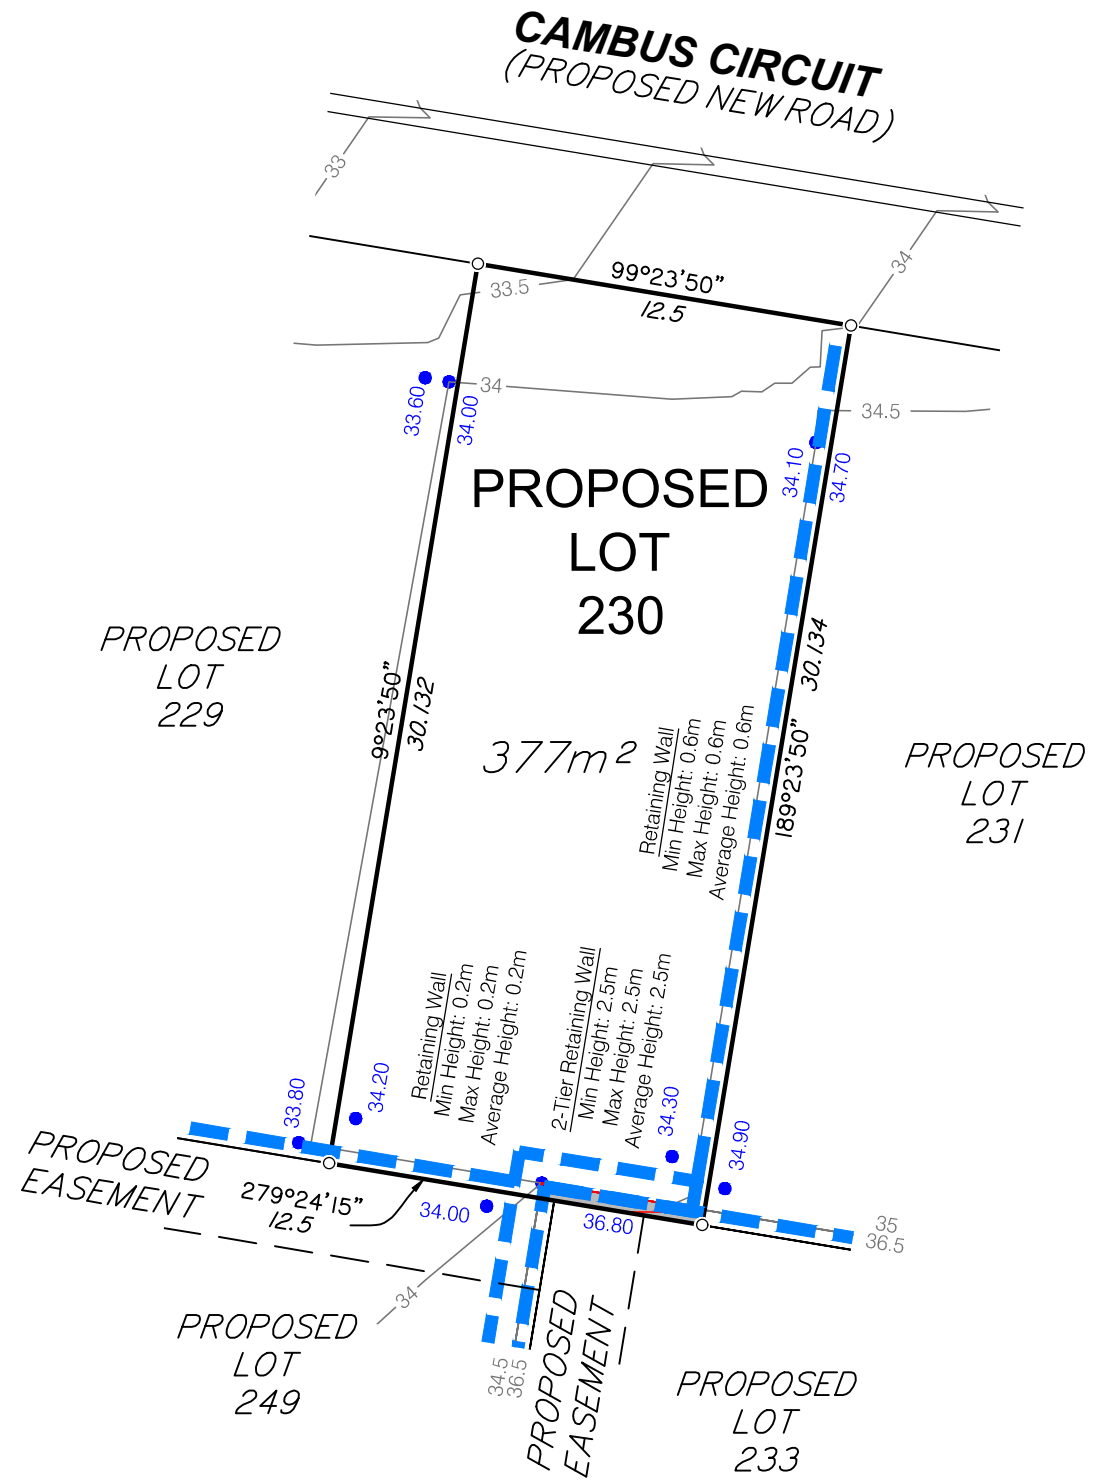 CAMBUS CIRCUIT
(PROPOSED NEW ROAD)
33
34
99°23'50"
12.5
33.5
34
34.5
33.60
34.00
34.10
34.70
PROPOSED
LOT
230
377m²
PROPOSED
LOT
229
9°23'50"
30.132
30.134
189°23'50"
PROPOSED
LOT
231
Retaining Wall
Min Height: 0.6m
Max Height: 0.6m
Average Height: 0.6m
Retaining Wall
Min Height: 0.2m
Max Height: 0.2m
Average Height: 0.2m
2-Tier Retaining Wall
Min Height: 2.5m
Max Height: 2.5m
Average Height: 2.5m
33.80
34.20
34.30
34.90
PROPOSED
EASEMENT
279°24'15"
12.5
34.00
36.80
35
36.5
34
34.5
36.5
PROPOSED
EASEMENT
PROPOSED
LOT
249
PROPOSED
LOT
233